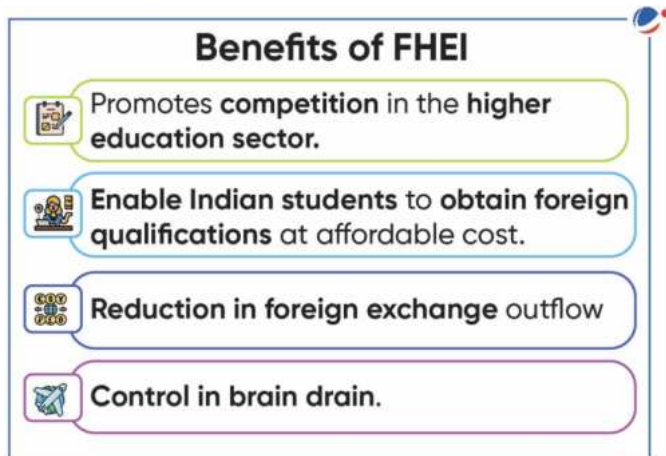 Benefits of FHEI
Promotes competition in the higher
education sector.
Enable Indian students to obtain foreign
qualifications at affordable cost.
Reduction in foreign exchange outflow
Control in brain drain.